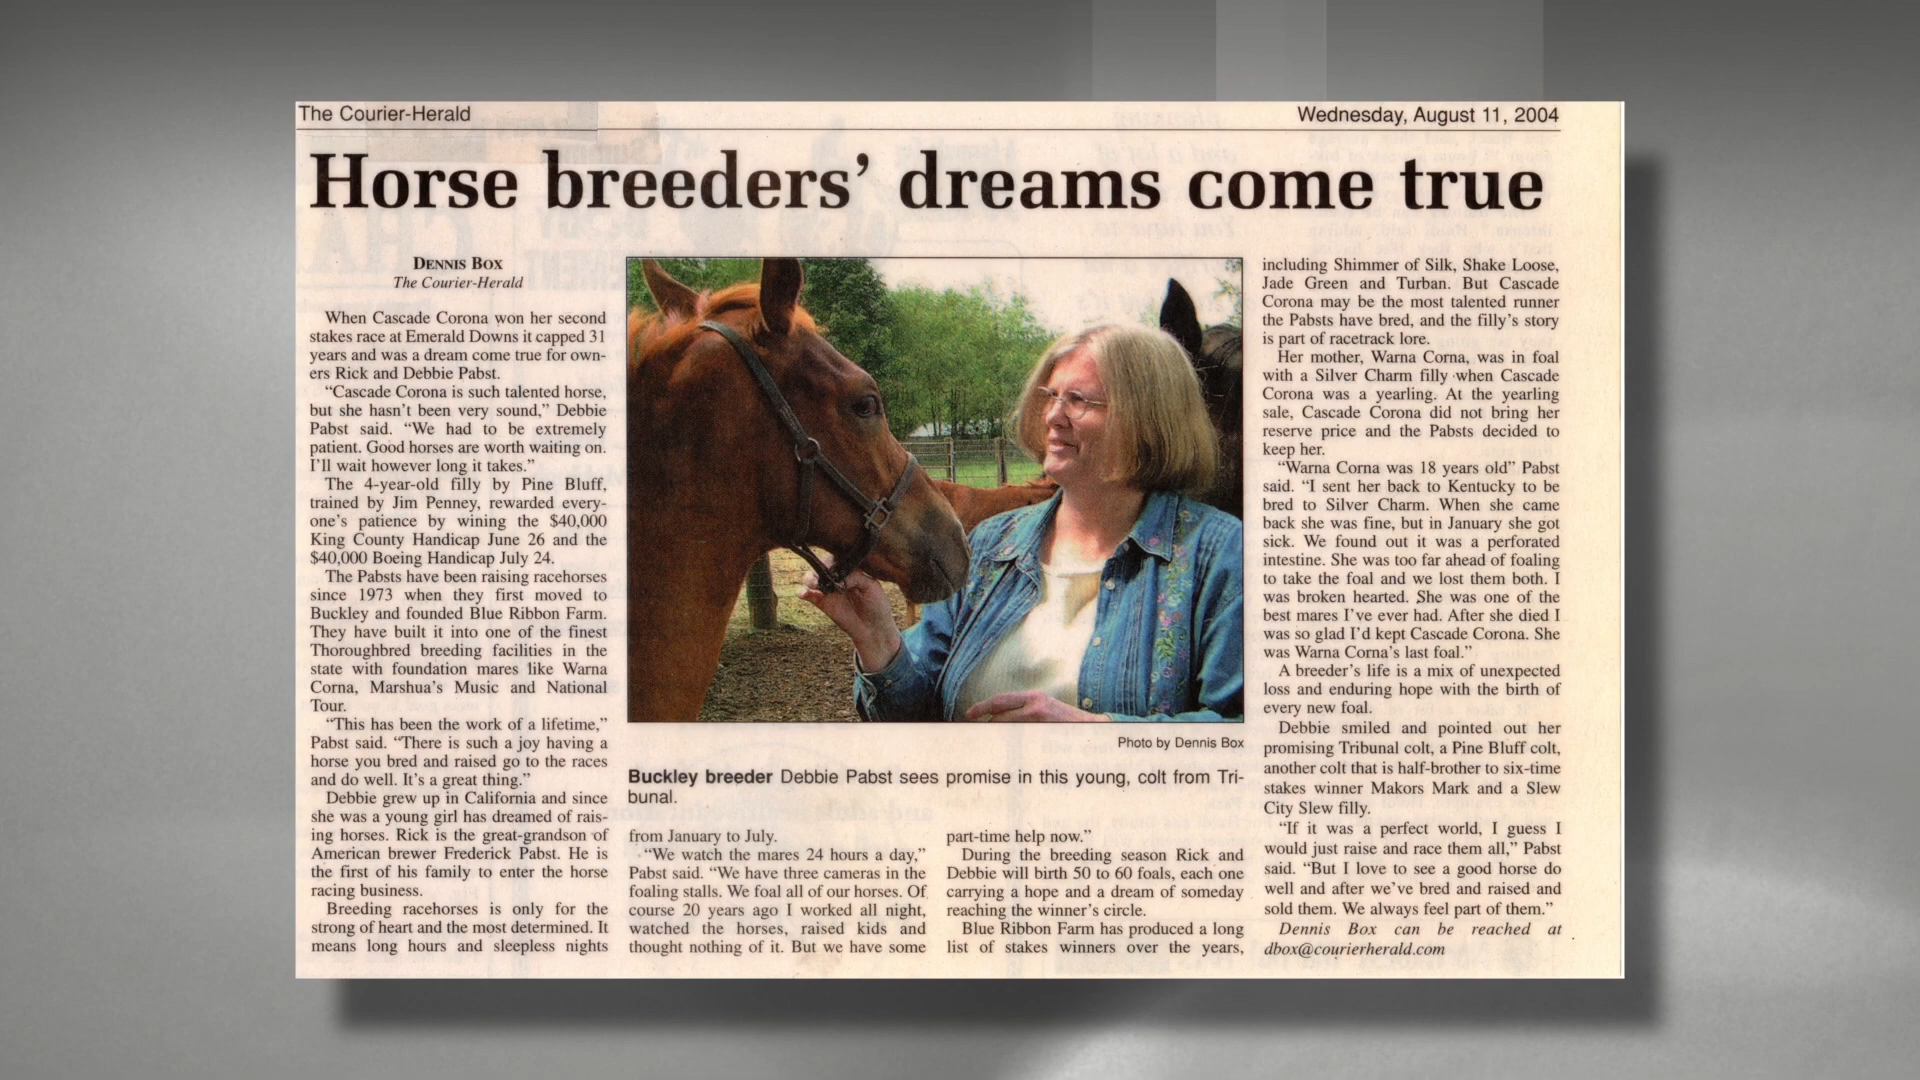 The Courier-Herald
Wednesday, August 11, 2004
Horse breeders’ dreams come true
DENNIS BOX
The Courier-Herald
When Cascade Corona won her second
stakes race at Emerald Downs it capped 31
years and was a dream come true for own-
ers Rick and Debbie Pabst.
“Cascade Corona is such talented horse,
but she hasn’t been very sound,” Debbie
Pabst said. “We had to be extremely
patient. Good horses are worth waiting on.
I’ll wait however long it takes.”
The 4-year-old filly by Pine Bluff,
trained by Jim Penney, rewarded every-
one’s patience by wining the $40,000
King County Handicap June 26 and the
$40,000 Boeing Handicap July 24.
The Pabsts have been raising racehorses
since 1973 when they first moved to
Buckley and founded Blue Ribbon Farm.
They have built it into one of the finest
Thoroughbred breeding facilities in the
state with foundation mares like Warna
Corna, Marshua’s Music and National
Tour.
“This has been the work of a lifetime,”
Pabst said. “There is such a joy having a
horse you bred and raised go to the races
and do well. It’s a great thing.”
Debbie grew up in California and since
she was a young girl has dreamed of rais-
ing horses. Rick is the great-grandson of
American brewer Frederick Pabst. He is
the first of his family to enter the horse
racing business.
Breeding racehorses is only for the
strong of heart and the most determined. It
means long hours and sleepless nights
Photo by Dennis Box
Buckley breeder Debbie Pabst sees promise in this young, colt from Tri-
bunal.
from January to July.
“We watch the mares 24 hours a day,”
Pabst said. “We have three cameras in the
foaling stalls. We foal all of our horses. Of
course 20 years ago I worked all night,
watched the horses, raised kids and
thought nothing of it. But we have some
part-time help now.”
During the breeding season Rick and
Debbie will birth 50 to 60 foals, each one
carrying a hope and a dream of someday
reaching the winner’s circle.
Blue Ribbon Farm has produced a long
list of stakes winners over the years,
including Shimmer of Silk, Shake Loose,
Jade Green and Turban. But Cascade
Corona may be the most talented runner
the Pabsts have bred, and the filly’s story
is part of racetrack lore.
Her mother, Warna Corna, was in foal
with a Silver Charm filly when Cascade
Corona was a yearling. At the yearling
sale, Cascade Corona did not bring her
reserve price and the Pabsts decided to
keep her.
“Warna Corna was 18 years old” Pabst
said. “I sent her back to Kentucky to be
bred to Silver Charm. When she came
back she was fine, but in January she got
sick. We found out it was a perforated
intestine. She was too far ahead of foaling
to take the foal and we lost them both. I
was broken hearted. She was one of the
best mares I’ve ever had. After she died I
was so glad I’d kept Cascade Corona. She
was Warna Corna’s last foal.”
A breeder’s life is a mix of unexpected
loss and enduring hope with the birth of
every new foal.
Debbie smiled and pointed out her
promising Tribunal colt, a Pine Bluff colt,
another colt that is half-brother to six-time
stakes winner Makors Mark and a Slew
City Slew filly.
“If it was a perfect world, I guess I
would just raise and race them all,” Pabst
said. “But I love to see a good horse do
well and after we’ve bred and raised and
sold them. We always feel part of them.”
Dennis Box can be reached at
dbox@courierherald.com